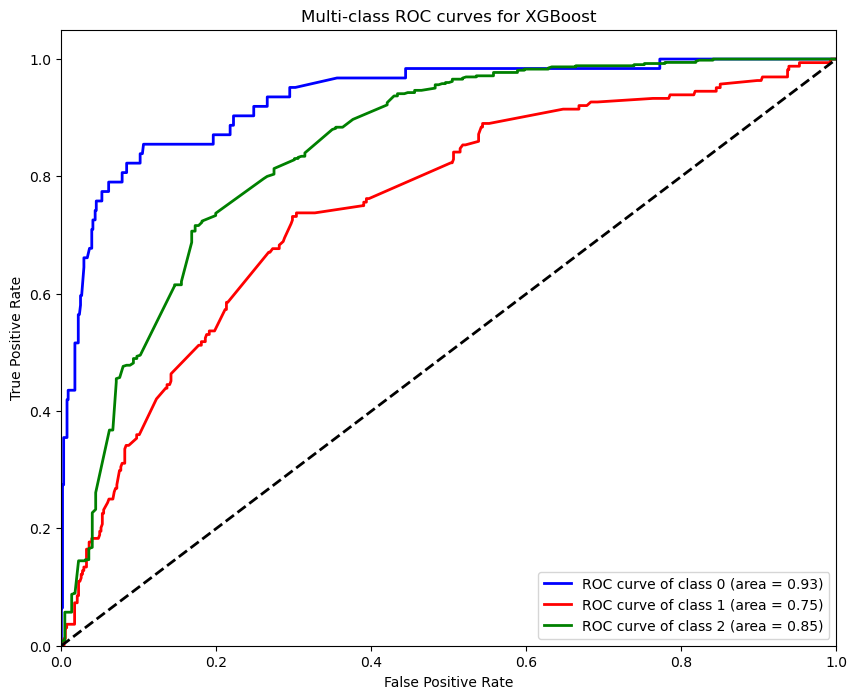 Multi-class ROC curves for XGBoost
True Positive Rate
1.0
0.8
0.6
0.4
0.2
0.0
ROC curve of class 0 (area = 0.93)
ROC curve of class 1 (area = 0.75)
ROC curve of class 2 (area = 0.85)
0.0 0.2 0.4 0.6 0.8 1.0
False Positive Rate